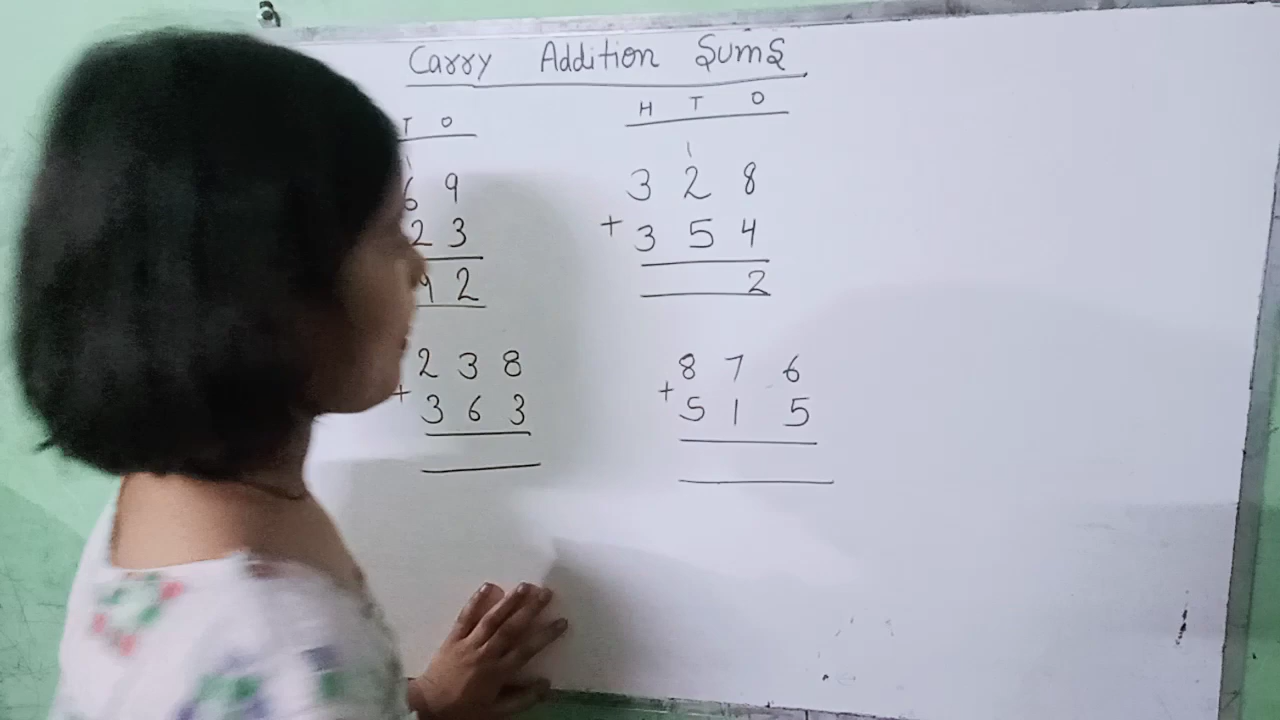 Carry Addition Sums
T O
1
6 9
2 3
9 2
H T O
1
3 2 8
+ 3 5 4
2
2 3 8
+ 3 6 3
8 7 6
+ 5 1 5